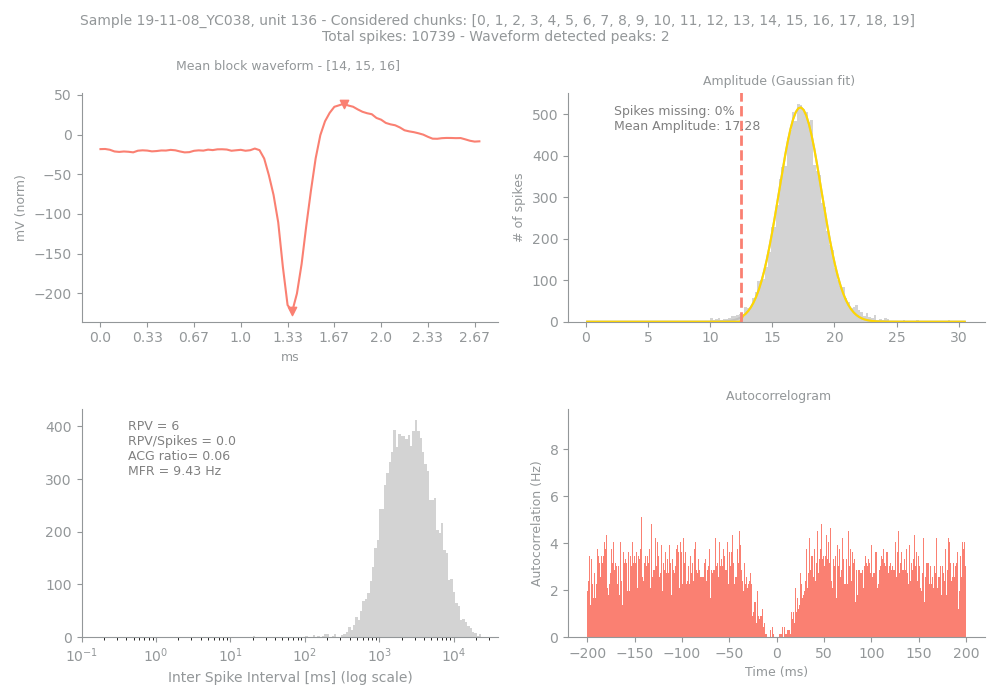 Sample 19-11-08_YC038, unit 136 - Considered chunks: [0, 1, 2, 3, 4, 5, 6, 7, 8, 9, 10, 11, 12, 13, 14, 15, 16, 17, 18, 19]
Total spikes: 10739 - Waveform detected peaks: 2
Mean block waveform - [14, 15, 16]
mV (norm)
50
0
−50
−100
−150
−200
0.0 0.33 0.67 1.0 1.33 1.67 2.0 2.33 2.67
ms
Amplitude (Gaussian fit)
Spikes missing: 0%
Mean Amplitude: 17.28
# of spikes
500
400
300
200
100
0
0 5 10 15 20 25 30
RPV = 6
RPV/Spikes = 0.0
ACG ratio= 0.06
MFR = 9.43 Hz
400
300
200
100
0
10⁻¹ 10⁰ 10¹ 10² 10³ 10⁴
Inter Spike Interval [ms] (log scale)
Autocorrelogram
Autocorrelation (Hz)
8
6
4
2
0
−200 −150 −100 −50 0 50 100 150 200
Time (ms)